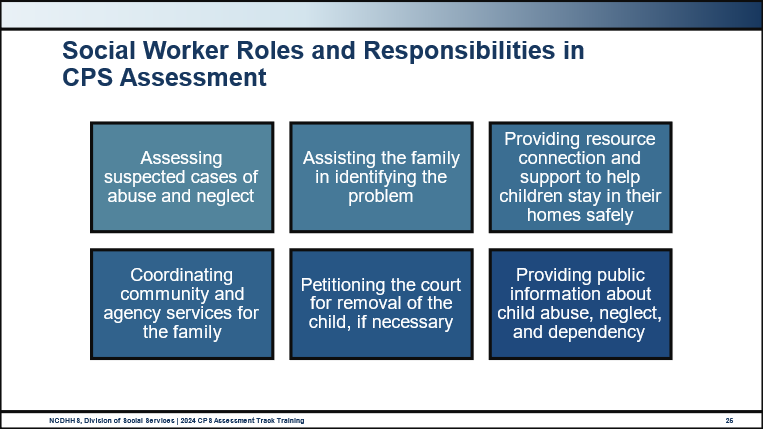 Social Worker Roles and Responsibilities in
CPS Assessment
Assessing
suspected cases of
abuse and neglect
Assisting the family
in identifying the
problem
Providing resource
connection and
support to help
children stay in their
homes safely
Coordinating
community and
agency services for
the family
Petitioning the court
for removal of the
child, if necessary
Providing public
information about
child abuse, neglect,
and dependency
NCDHHS, Division of Social Services | 2024 CPS Assessment Track Training
25